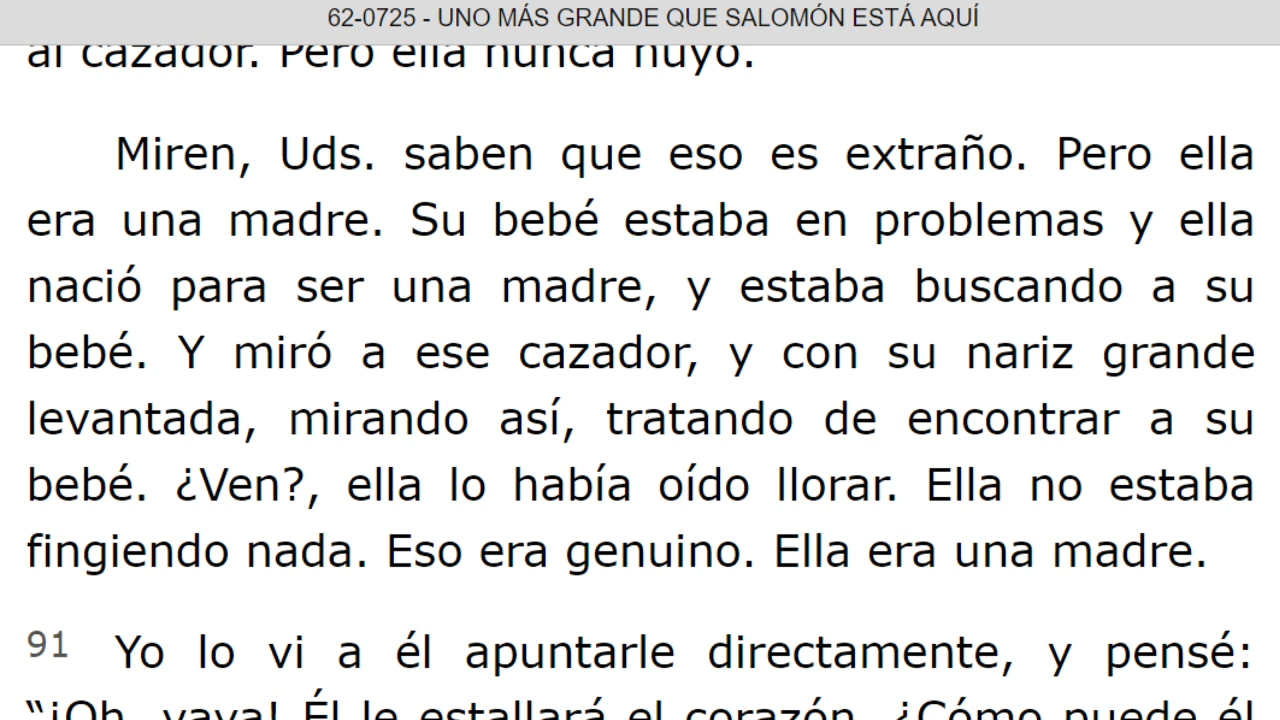 62-0725 - UNO MÁS GRANDE QUE SALOMÓN ESTÁ AQUÍ
al cazador. Pero ella nunca huyó.
Miren, Uds. saben que eso es extraño. Pero ella
era una madre. Su bebé estaba en problemas y ella
nació para ser una madre, y estaba buscando a su
bebé. Y miró a ese cazador, y con su nariz grande
levantada, mirando así, tratando de encontrar a su
bebé. ¿Ven?, ella lo había oído llorar. Ella no estaba
fingiendo nada. Eso era genuino. Ella era una madre.
91 Yo lo vi a él apuntarle directamente, y pensé:
“¡Oh, vaya! Él le estallará el corazón. ¿Cómo puede él